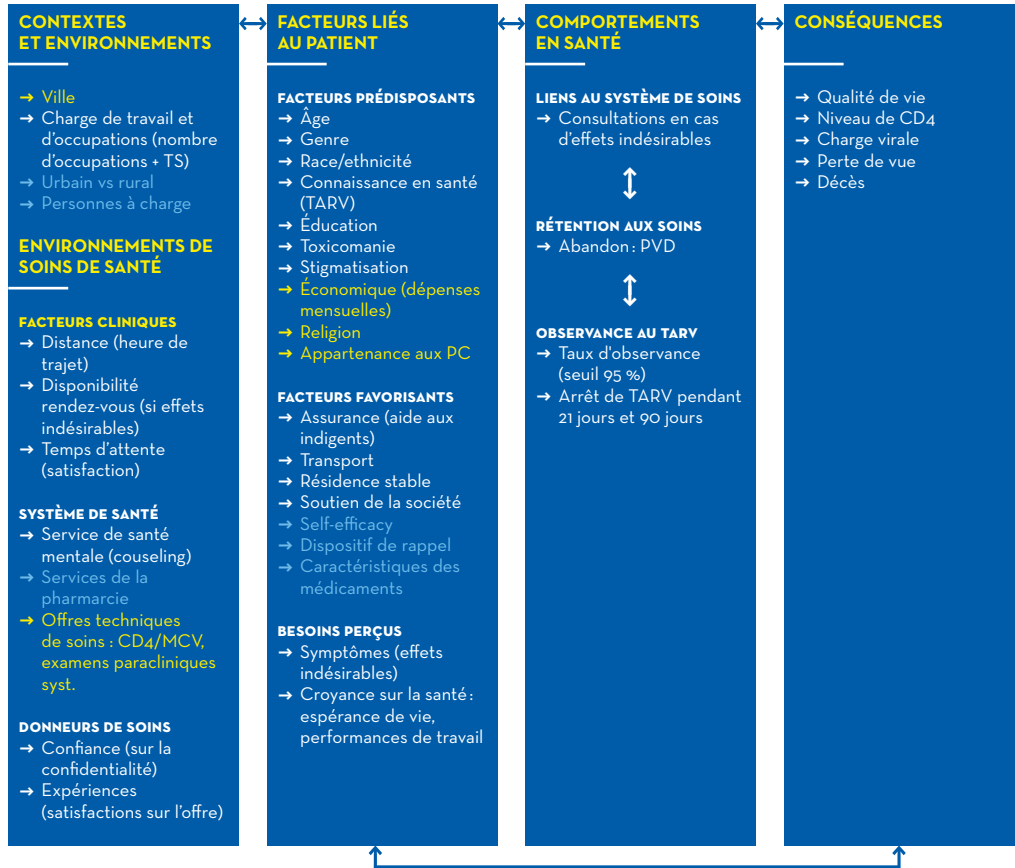 CONTEXTES
ET ENVIRONNEMENTS
→ Ville
→ Charge de travail et
d’occupations (nombre
d’occupations + TS)
→ Urbain vs rural
→ Personnes à charge
ENVIRONNEMENTS DE
SOINS DE SANTÉ
FACTEURS CLINIQUES
→ Distance (heure de
trajet)
→ Disponibilité
rendez-vous (si effets
indésirables)
→ Temps d’attente
(satisfaction)
SYSTÈME DE SANTÉ
→ Service de santé
mentale (couseling)
→ Services de la
pharmarcie
→ Offres techniques
de soins : CD4/MCV,
examens paracliniques
syst.
DONNEURS DE SOINS
→ Confiance (sur la
confidentialité)
→ Expériences
(satisfactions sur l’offre)
FACTEURS LIÉS
AU PATIENT
FACTEURS PRÉDISPOSANTS
→ Âge
→ Genre
→ Race/ethnicité
→ Connaissance en santé
(TARV)
→ Éducation
→ Toxicomanie
→ Stigmatisation
→ Économique (dépenses
mensuelles)
→ Religion
→ Appartenance aux PC
FACTEURS FAVORISANTS
→ Assurance (aide aux
indigents)
→ Transport
→ Résidence stable
→ Soutien de la société
→ Self-efficacy
→ Dispositif de rappel
→ Caractéristiques des
médicaments
BESOINS PERÇUS
→ Symptômes (effets
indésirables)
→ Croyance sur la santé :
espérance de vie,
performances de travail
COMPORTEMENTS
EN SANTÉ
LIENS AU SYSTÈME DE SOINS
→ Consultations en cas
d’effets indésirables
RÉTENTION AUX SOINS
→ Abandon : PVD
OBSERVANCE AU TARV
→ Taux d'observance
(seuil 95 %)
→ Arrêt de TARV pendant
21 jours et 90 jours
CONSÉQUENCES
→ Qualité de vie
→ Niveau de CD4
→ Charge virale
→ Perte de vue
→ Décès